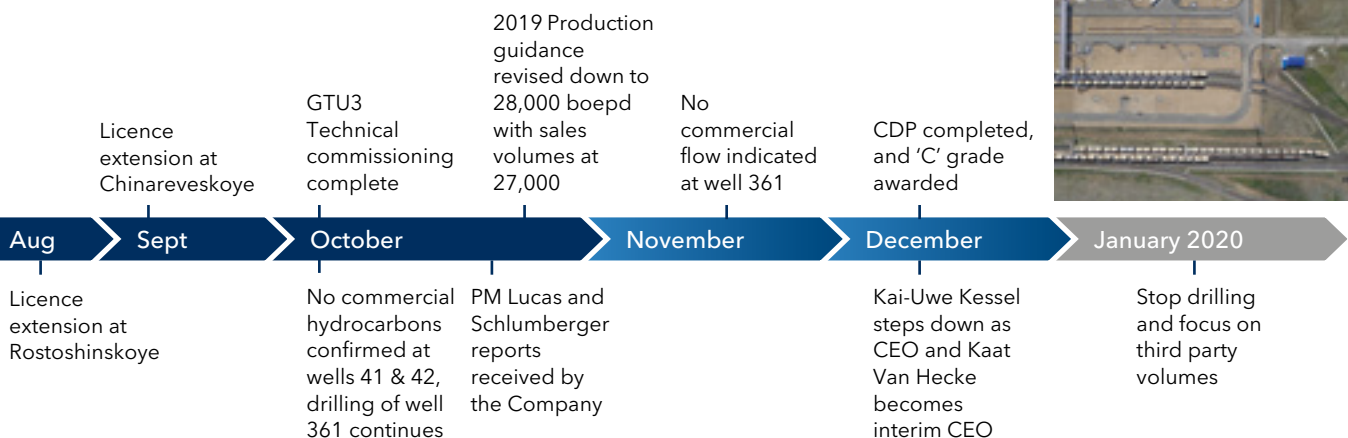 2019 Production
guidance
revised down to
28,000 boepd
with sales
volumes at
27,000
GTU3
Technical
commissioning
complete
No
commercial
flow indicated
at well 361
Licence
extension at
Chinareveskoye
CDP completed,
and ‘C’ grade
awarded
Aug
Sept
October
November
December
January 2020
Licence
extension at
Rostoshinskoye
No commercial
hydrocarbons
confirmed at
wells 41 & 42,
drilling of well
361 continues
PM Lucas and
Schlumberger
reports
received by
the Company
Kai-Uwe Kessel
steps down as
CEO and Kaat
Van Hecke
becomes
interim CEO
Stop drilling
and focus on
third party
volumes